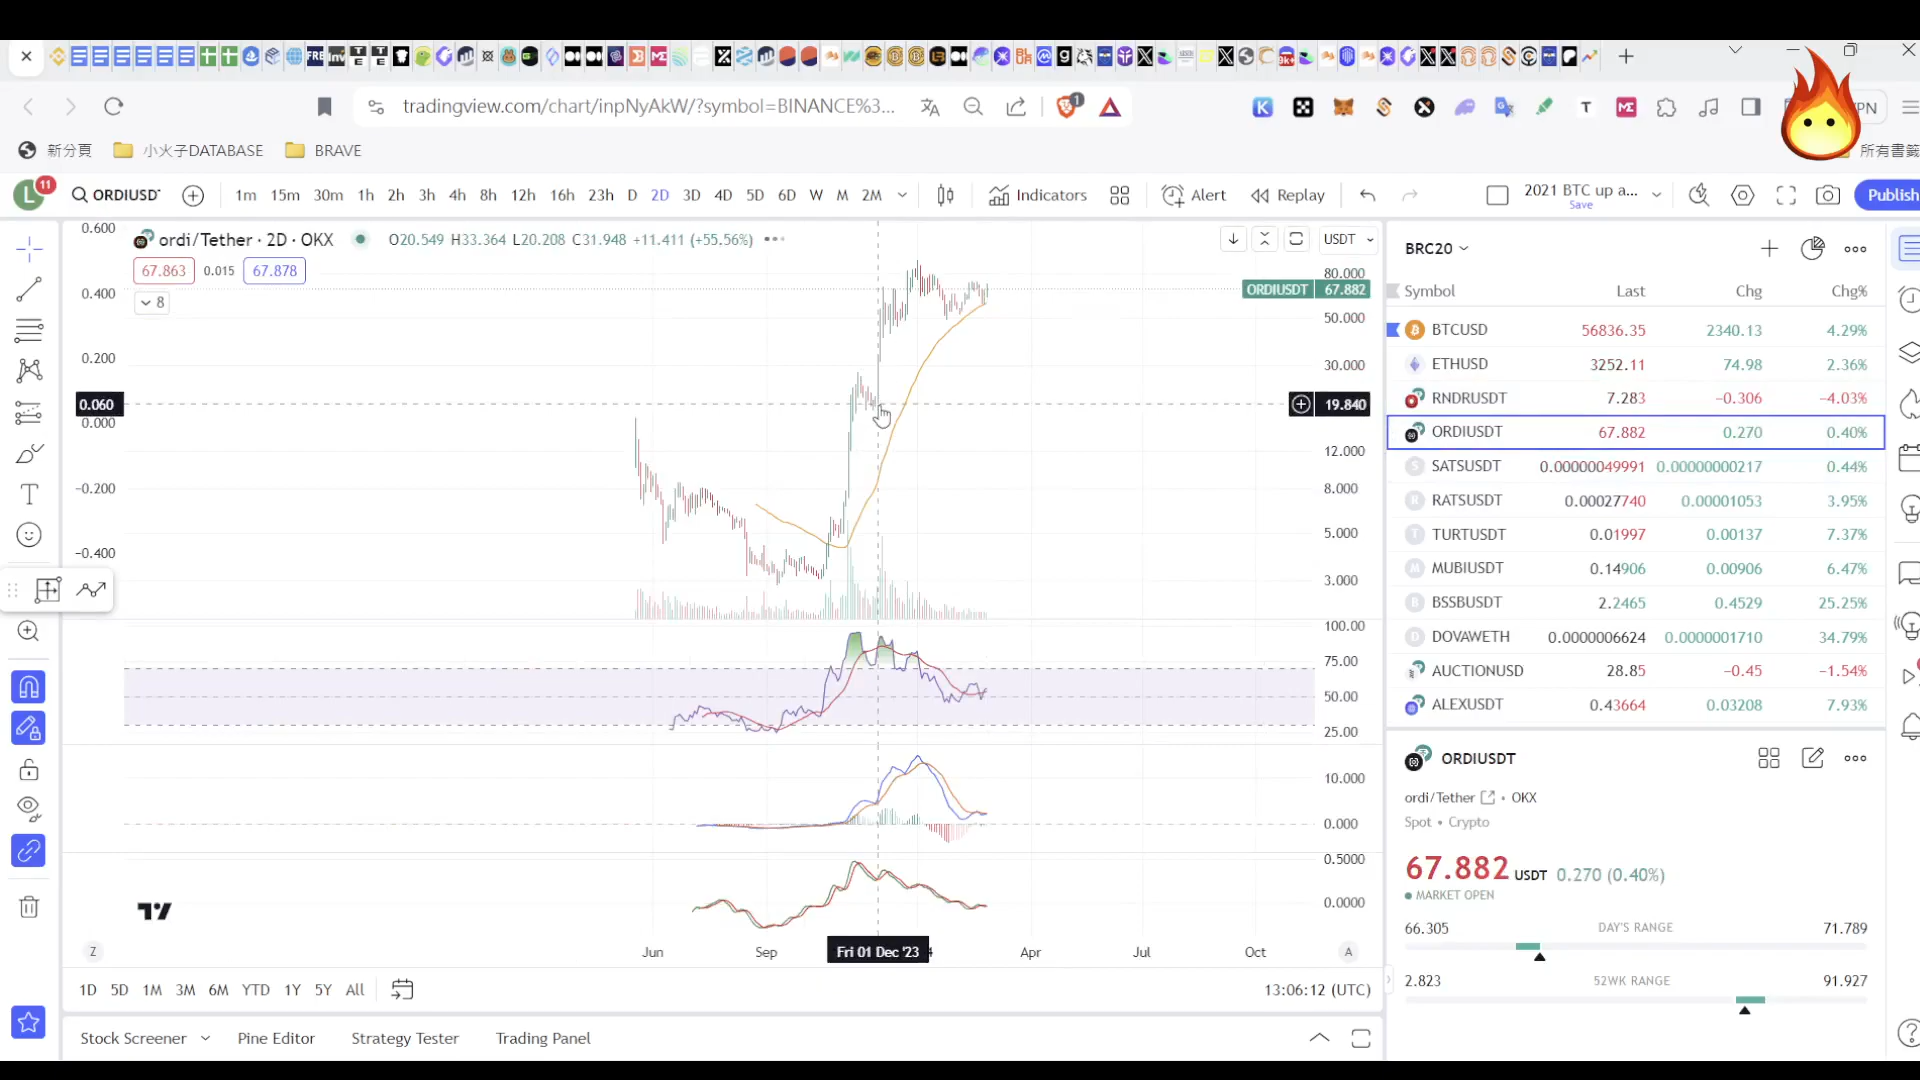 tradingview.com/chart/inpNyAkW/?symbol=BINANCE%3...
1
新分頁
小火子DATABASE
BRAVE
所有書籤
L
11
ORDIUSDT
1m 15m 30m 1h 2h 3h 4h 8h 12h 16h 23h D 2D 3D 4D 5D 6D W M 2M
Indicators
Alert
Replay
2021 BTC up a...
Save
Publish
ordi/Tether · 2D · OKX
O20.549 H33.364 L20.208 C31.948 +11.411 (+55.56%)
67.863 0.015 67.878
8
USDT
0.600
0.400
0.200
0.060
0.000
−0.200
−0.400
80.000
ORDIUSDT 67.882
50.000
30.000
19.840
12.000
8.000
5.000
3.000
100.00
75.00
50.00
25.00
10.000
0.000
0.5000
0.0000
Z
Jun Sep Fri 01 Dec '23 Apr Jul Oct
A
1D 5D 1M 3M 6M YTD 1Y 5Y All
13:06:12 (UTC)
Stock Screener
Pine Editor
Strategy Tester
Trading Panel
BRC20
Symbol Last Chg Chg%
BTCUSD 56836.35 2340.13 4.29%
ETHUSD 3252.11 74.98 2.36%
RNDRUSDT 7.283 −0.306 −4.03%
ORDIUSDT 67.882 0.270 0.40%
SATSUSDT 0.00000049991 0.00000000217 0.44%
RATSUSDT 0.00027740 0.00001053 3.95%
TURTUSDT 0.01997 0.00137 7.37%
MUBIUSDT 0.14906 0.00906 6.47%
BSSBUSDT 2.2465 0.4529 25.25%
DOVAWETH 0.0000006624 0.0000001710 34.79%
AUCTIONUSD 28.85 −0.45 −1.54%
ALEXUSDT 0.43664 0.03208 7.93%
ORDIUSDT
ordi/Tether • OKX
Spot • Crypto
67.882 USDT 0.270 (0.40%)
MARKET OPEN
66.305 DAY'S RANGE 71.789
2.823 52WK RANGE 91.927